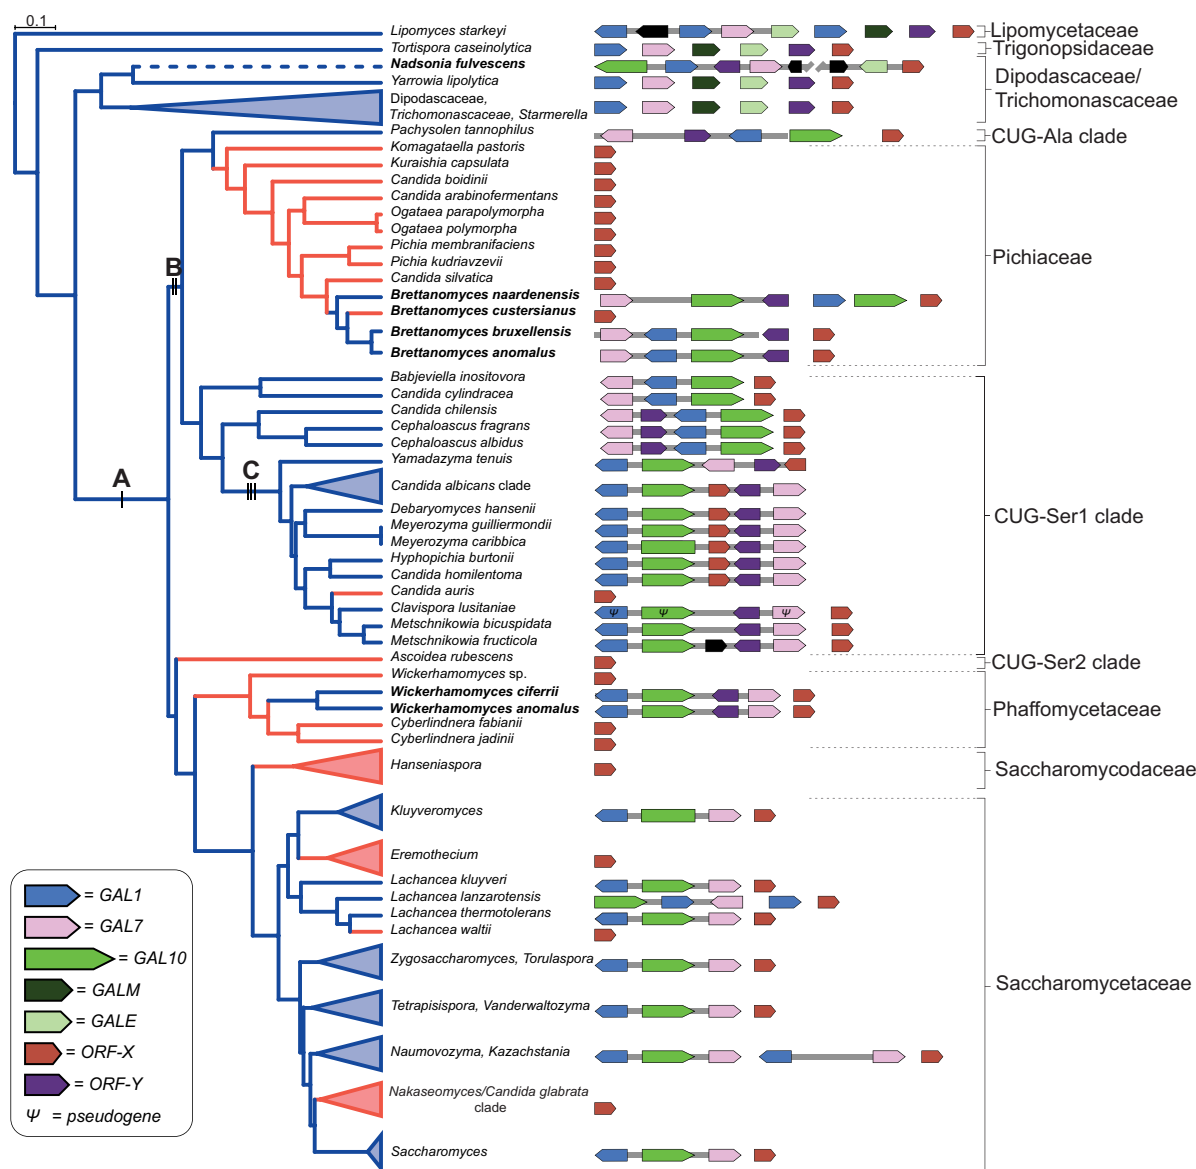 0.1
Lipomyces starkeyi
Lipomycetaceae
Tortispora caseinolytica
Trigonopsidaceae
Nadsonia fulvescens
Yarrowia lipolytica
Dipodascaceae/
Trichomonascaceae
Dipodascaceae,
Trichomonascaceae, Starmerella
Pachysolen tannophilus
CUG-Ala clade
Komagataella pastoris
Kuraishia capsulata
Candida boidinii
Candida arabinofermentans
Ogataea parapolymorpha
Ogataea polymorpha
Pichia membranifaciens
Pichiaceae
Pichia kudriavzevii
B
Candida silvatica
Brettanomyces naardenensis
Brettanomyces custersianus
Brettanomyces bruxellensis
Brettanomyces anomalus
Babjeviella inositovora
Candida cylindracea
Candida chilensis
Cephaloascus fragrans
Cephaloascus albidus
Yamadazyma tenuis
A
C
Candida albicans clade
Debaryomyces hansenii
CUG-Ser1 clade
Meyerozyma guilliermondii
Meyerozyma caribbica
Hyphopichia burtonii
Candida homilentoma
Candida auris
Clavispora lusitaniae
Ψ Ψ Ψ
Metschnikowia bicuspidata
Metschnikowia fructicola
Ascoidea rubescens
CUG-Ser2 clade
Wickerhamomyces sp.
Wickerhamomyces ciferrii
Wickerhamomyces anomalus
Phaffomycetaceae
Cyberlindnera fabianii
Cyberlindnera jadinii
Hanseniaspora
Saccharomycodaceae
Kluyveromyces
Eremothecium
Lachancea kluyveri
Lachancea lanzarotensis
Lachancea thermotolerans
Lachancea waltii
Zygosaccharomyces, Torulaspora
Saccharomycetaceae
Tetrapisispora, Vanderwaltozyma
Naumovozyma, Kazachstania
Nakaseomyces/Candida glabrata
clade
Saccharomyces
= GAL1
= GAL7
= GAL10
= GALM
= GALE
= ORF-X
= ORF-Y
Ψ = pseudogene